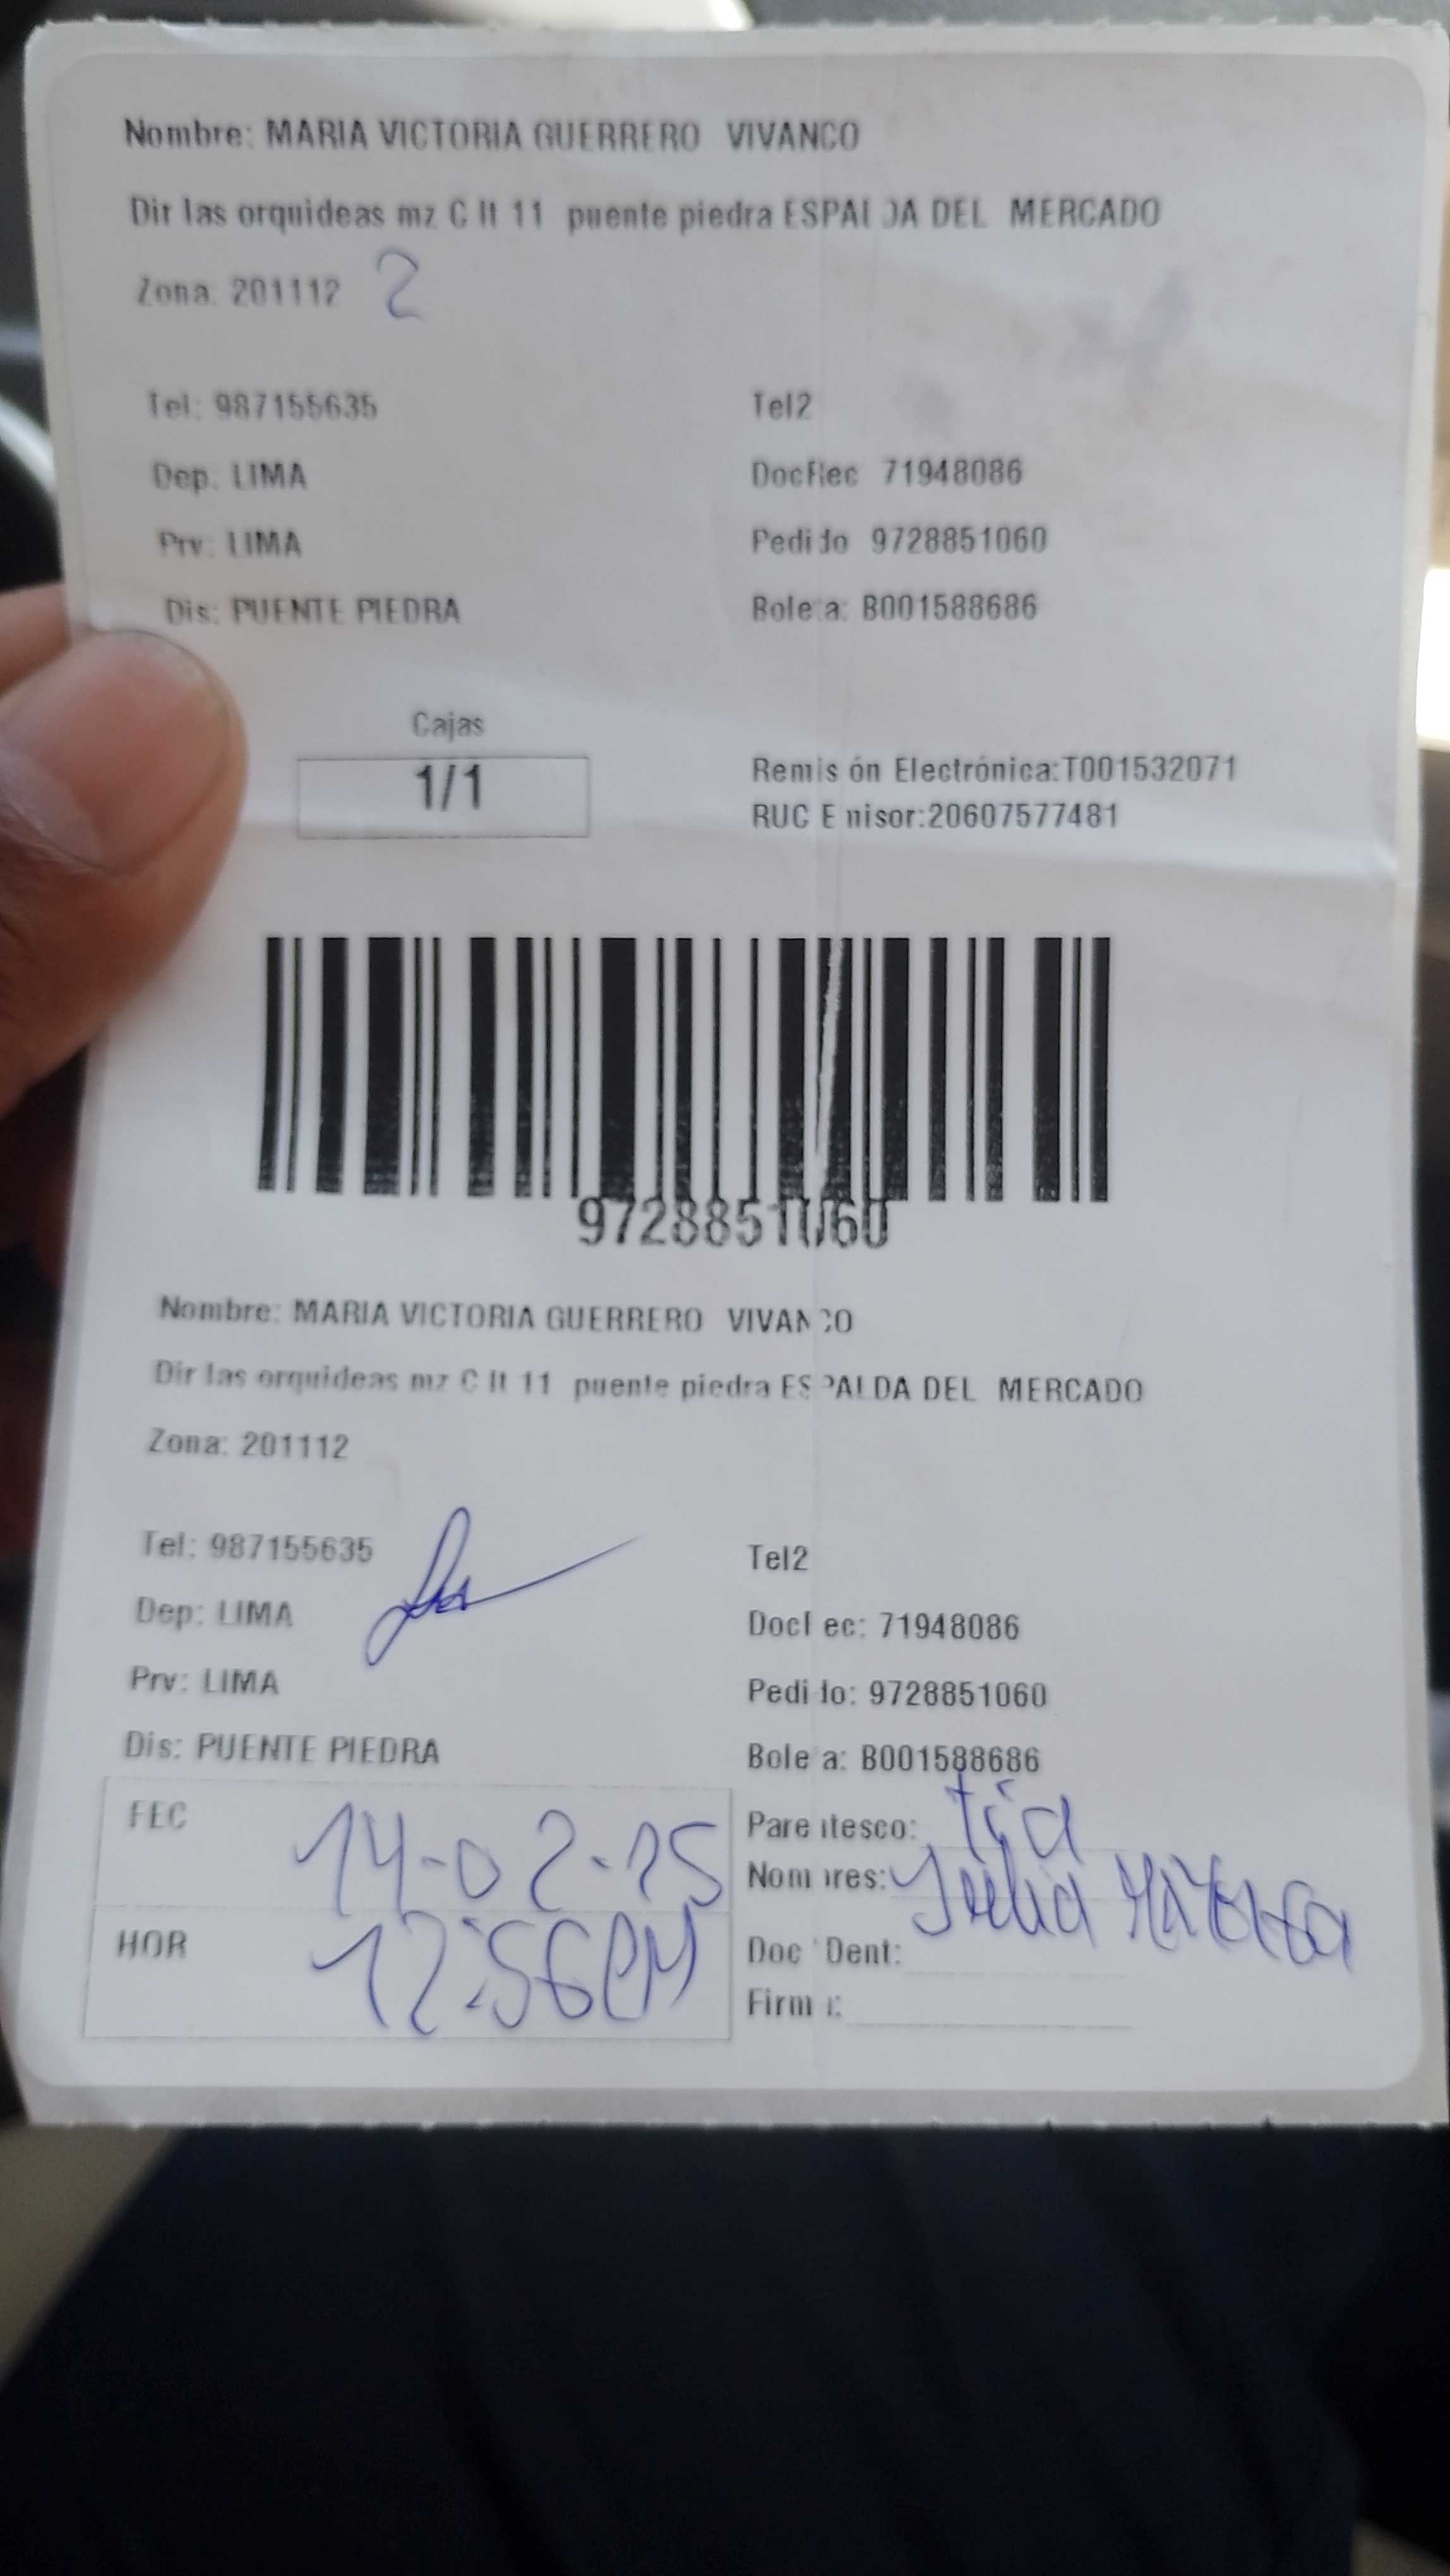 Nombre: MARIA VICTORIA GUERRERO VIVANCO
Dir las orquideas mz C lt 11 puente piedra ESPALDA DEL MERCADO
Zona: 201112 2
Tel: 987155635
Tel2
Dep: LIMA
DocRec 71948086
Prv: LIMA
Pedido 9728851060
Dis: PUENTE PIEDRA
Boleta: B001588686
Cajas
1/1
Remisión Electrónica:T001532071
RUC Emisor:20607577481
9728851060
Nombre: MARIA VICTORIA GUERRERO VIVANCO
Dir las orquideas mz C lt 11 puente piedra ESPALDA DEL MERCADO
Zona: 201112
Tel: 987155635
Tel2
Dep: LIMA
DocRec: 71948086
Prv: LIMA
Pedido: 9728851060
Dis: PUENTE PIEDRA
Boleta: B001588686
FEC 14-02-25
Parentesco: tia
Nombres: Julia
HOR 12:56PM
Doc Dent:
Firma: